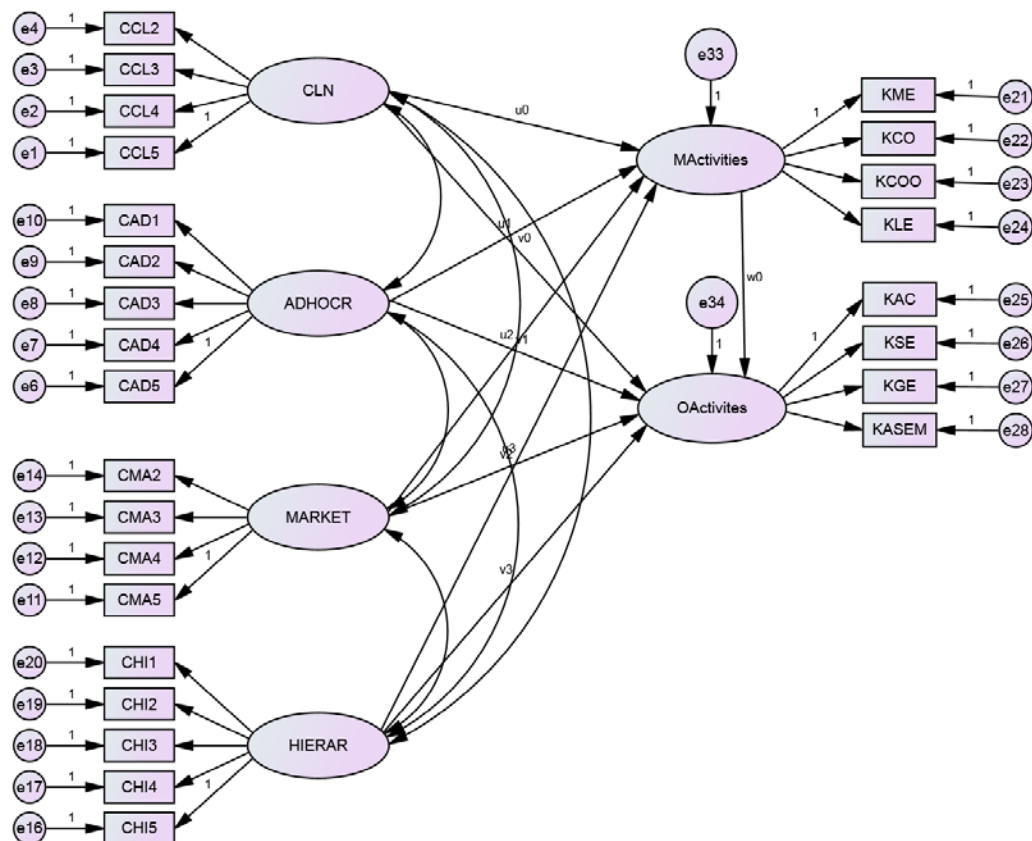 e4 1 CCL2
e3 1 CCL3
e2 1 CCL4
e1 1 CCL5
1
CLN
e10 1 CAD1
e9 1 CAD2
e8 1 CAD3
e7 1 CAD4
e6 1 CAD5
1
ADHOCR
e14 1 CMA2
e13 1 CMA3
e12 1 CMA4
e11 1 CMA5
1
MARKET
e20 1 CHI1
e19 1 CHI2
e18 1 CHI3
e17 1 CHI4
e16 1 CHI5
1
HIERAR
u0
u1
v0
u2
v3
w0
e33
1
MActivities
1
KME 1 e21
KCO 1 e22
KCOO 1 e23
KLE 1 e24
e34
1
OActivites
1
KAC 1 e25
KSE 1 e26
KGE 1 e27
KASEM 1 e28